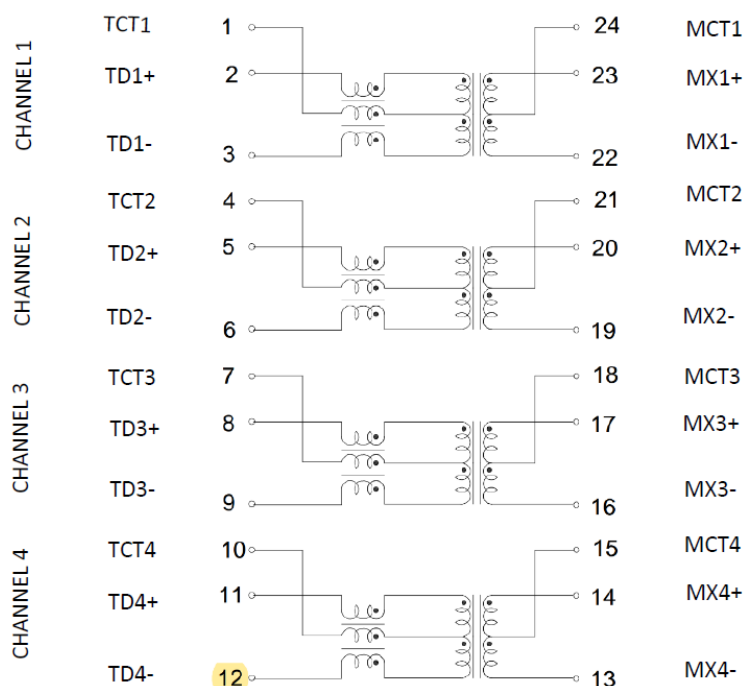 CHANNEL 1
TCT1 1 24 MCT1
TD1+ 2 23 MX1+
TD1- 3 22 MX1-
CHANNEL 2
TCT2 4 21 MCT2
TD2+ 5 20 MX2+
TD2- 6 19 MX2-
CHANNEL 3
TCT3 7 18 MCT3
TD3+ 8 17 MX3+
TD3- 9 16 MX3-
CHANNEL 4
TCT4 10 15 MCT4
TD4+ 11 14 MX4+
TD4- 12 13 MX4-